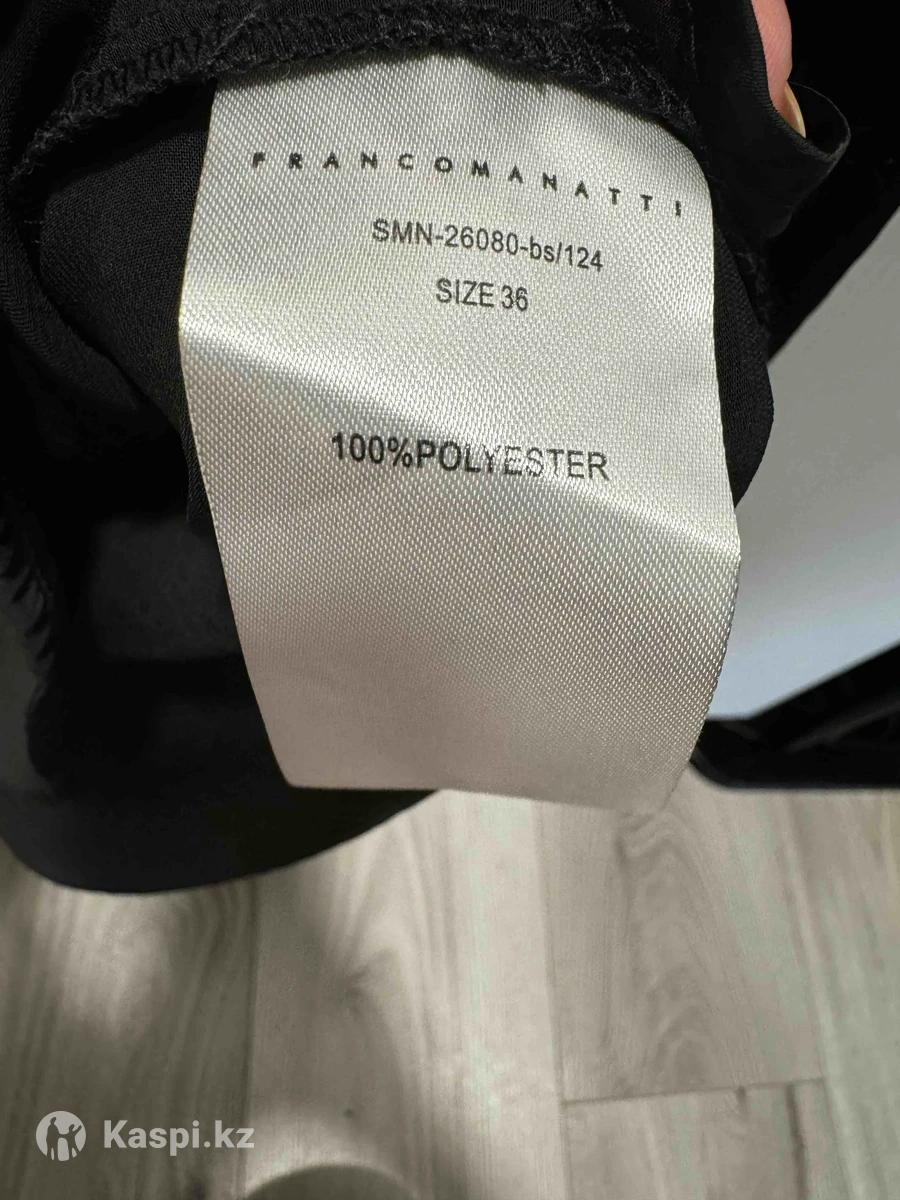 FRANCOMANATTI
SMN-26080-bs/124
SIZE 36
100%POLYESTER
Kaspi.kz